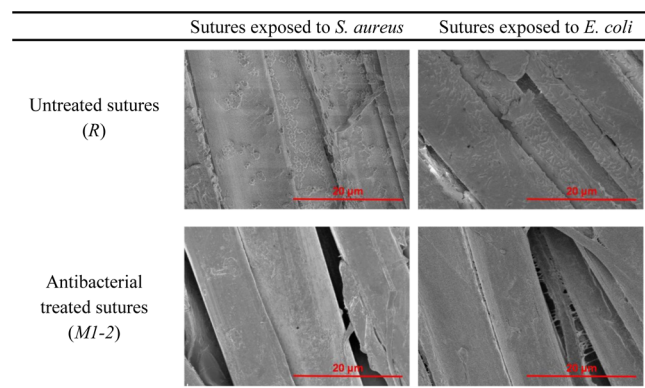 Sutures exposed to S. aureus Sutures exposed to E. coli
Untreated sutures
(R)
20 µm 20 µm
Antibacterial
treated sutures
(M1-2)
20 µm 20 µm